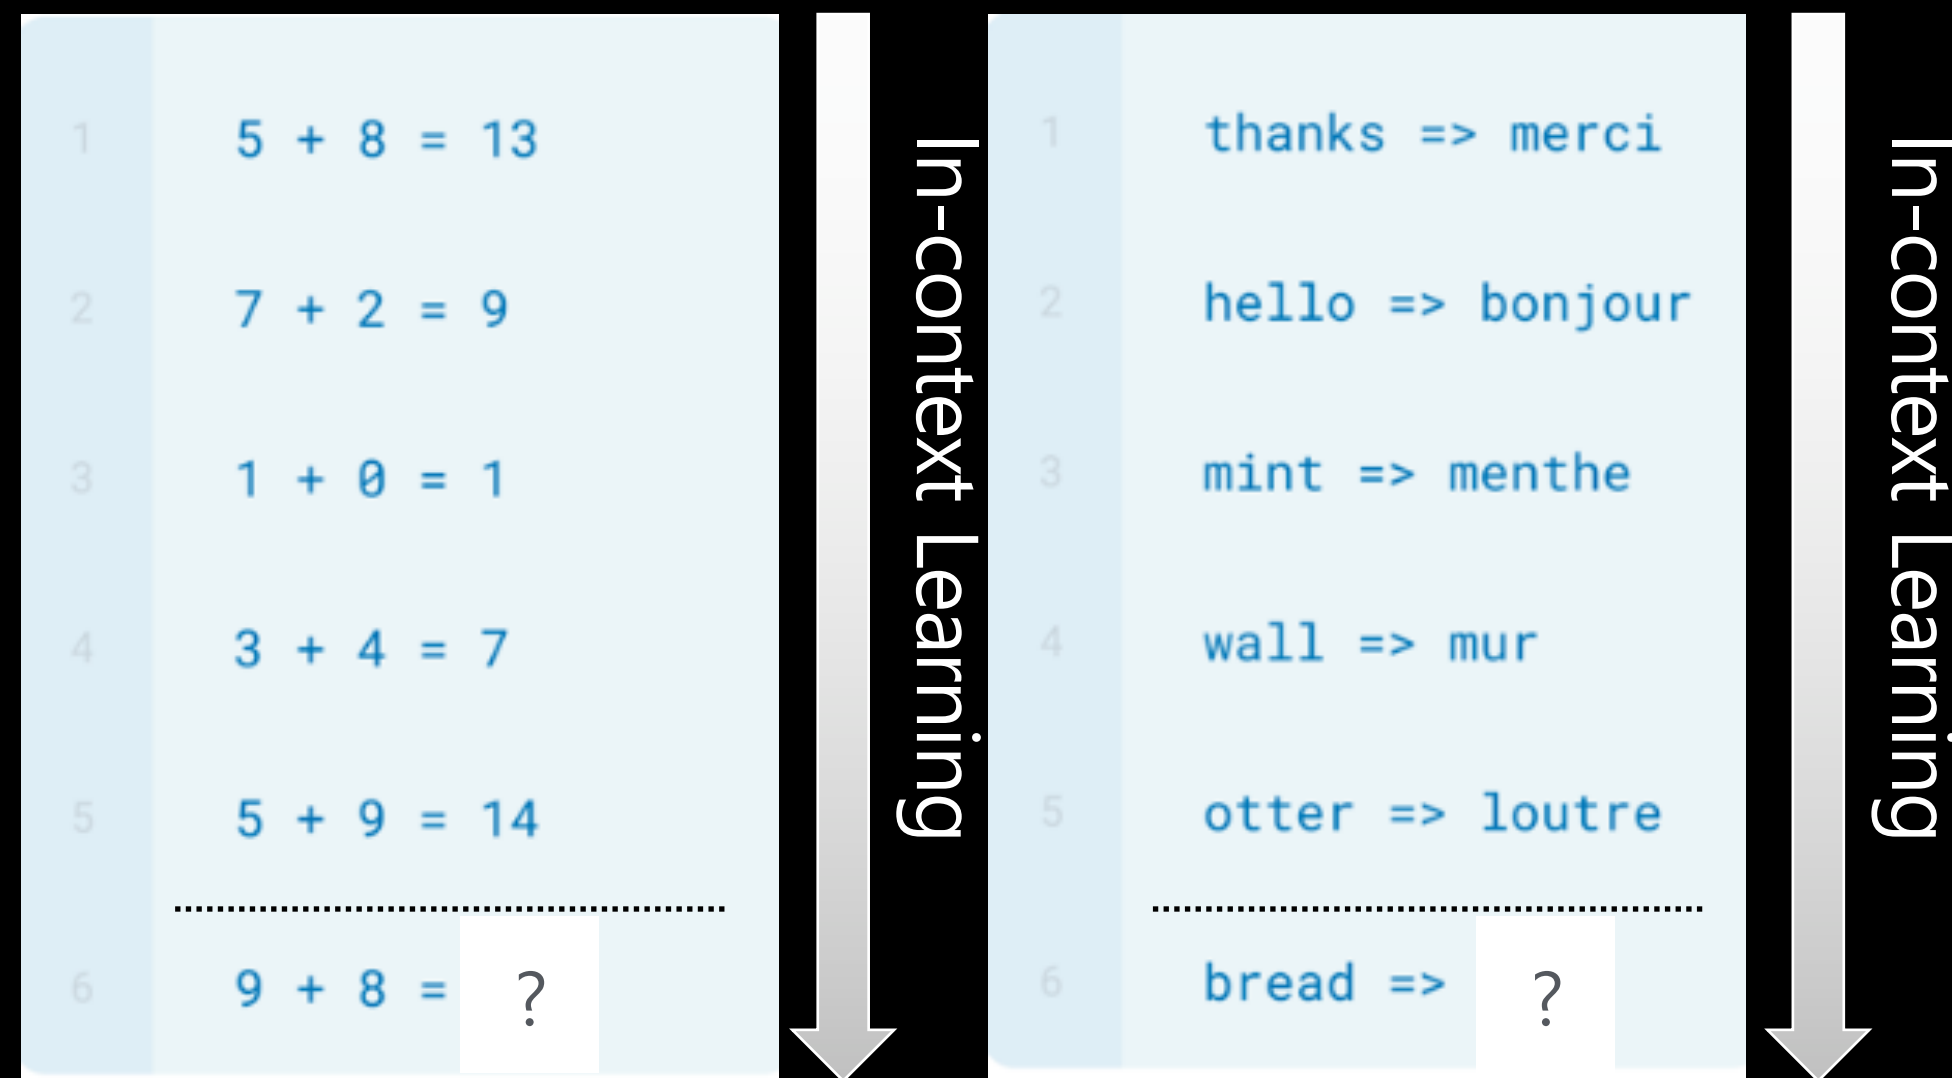 1 5 + 8 = 13
2 7 + 2 = 9
3 1 + 0 = 1
4 3 + 4 = 7
5 5 + 9 = 14
6 9 + 8 = ?
In-context Learning
1 thanks => merci
2 hello => bonjour
3 mint => menthe
4 wall => mur
5 otter => loutre
6 bread => ?
In-context Learning